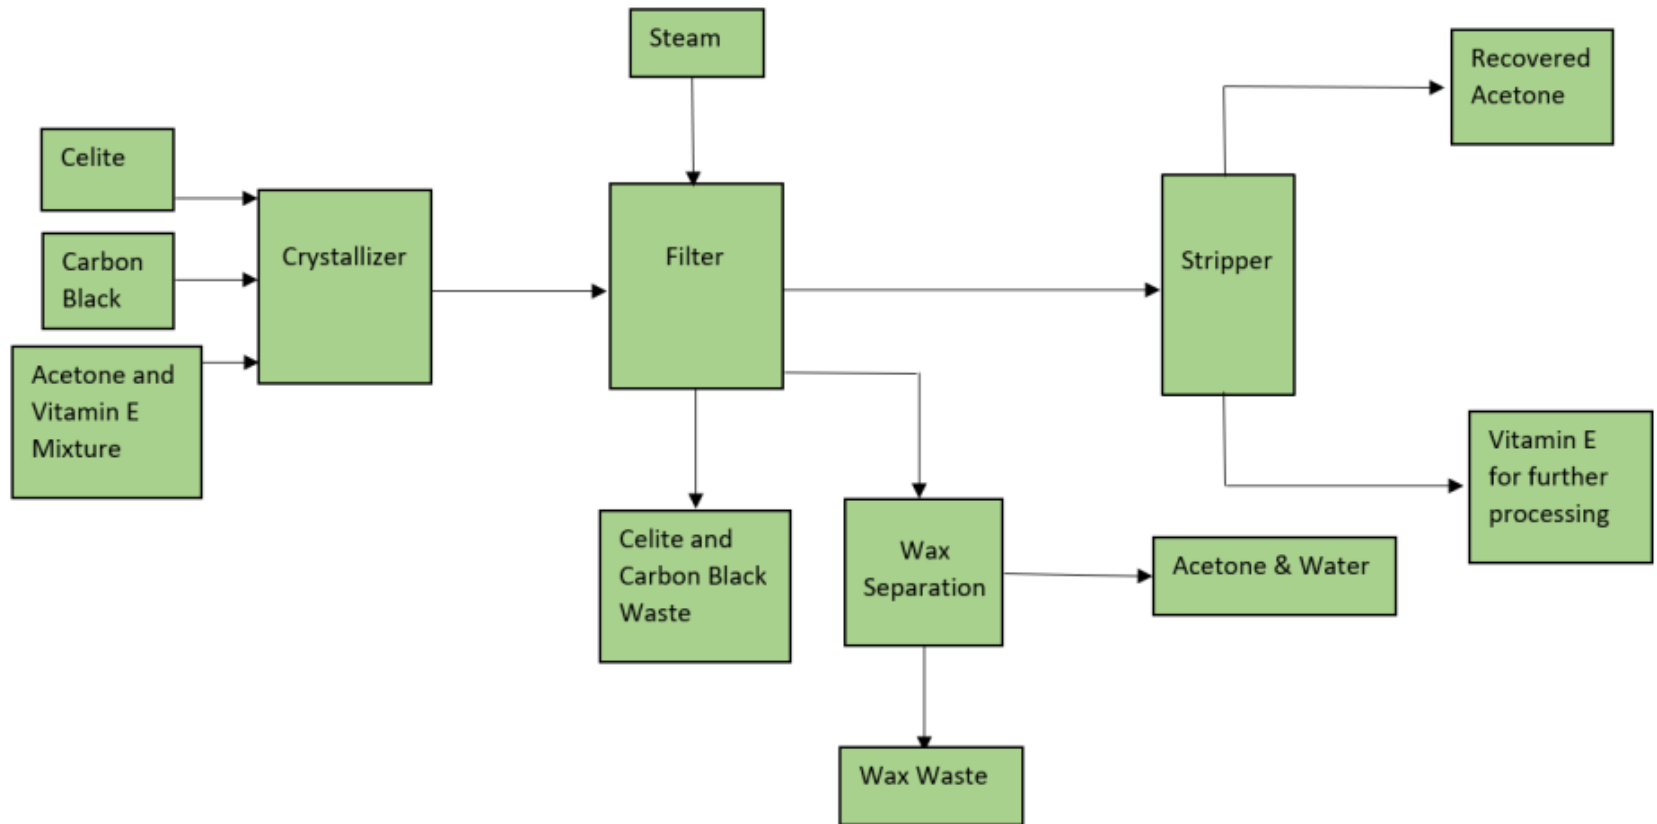 Steam
Recovered
Acetone
Celite
Crystallizer
Filter
Stripper
Carbon
Black
Acetone and
Vitamin E
Mixture
Vitamin E
for further
processing
Celite and
Carbon Black
Waste
Wax
Separation
Acetone & Water
Wax Waste